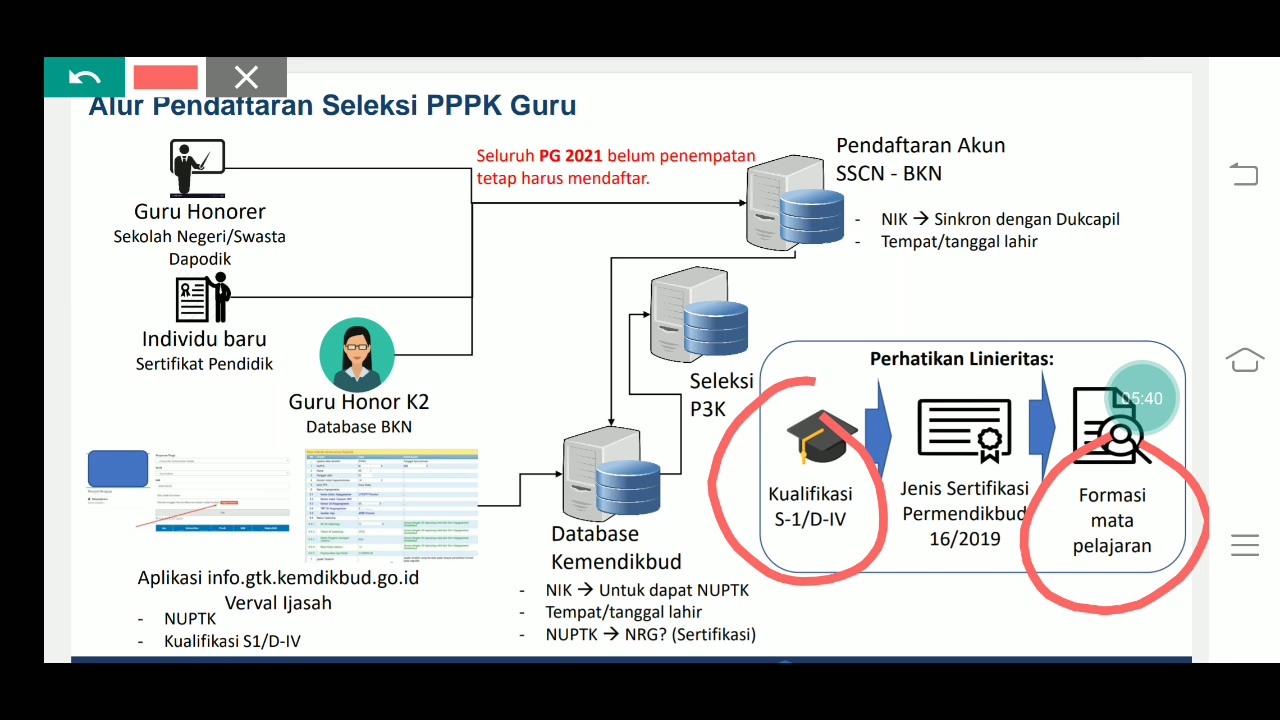 Alur Pendaftaran Seleksi PPPK Guru
Seluruh PG 2021 belum penempatan
tetap harus mendaftar.
Pendaftaran Akun
SSCN - BKN
- NIK → Sinkron dengan Dukcapil
- Tempat/tanggal lahir
Guru Honorer
Sekolah Negeri/Swasta
Dapodik
Individu baru
Sertifikat Pendidik
Guru Honor K2
Database BKN
Seleksi
P3K
Perhatikan Linieritas:
05:40
Kualifikasi
S-1/D-IV
Jenis Sertifikasi
Permendikbud
16/2019
Formasi
mata
pelajaran
Database
Kemendikbud
- NIK → Untuk dapat NUPTK
- Tempat/tanggal lahir
- NUPTK → NRG? (Sertifikasi)
Aplikasi info.gtk.kemdikbud.go.id
Verval Ijasah
- NUPTK
- Kualifikasi S1/D-IV